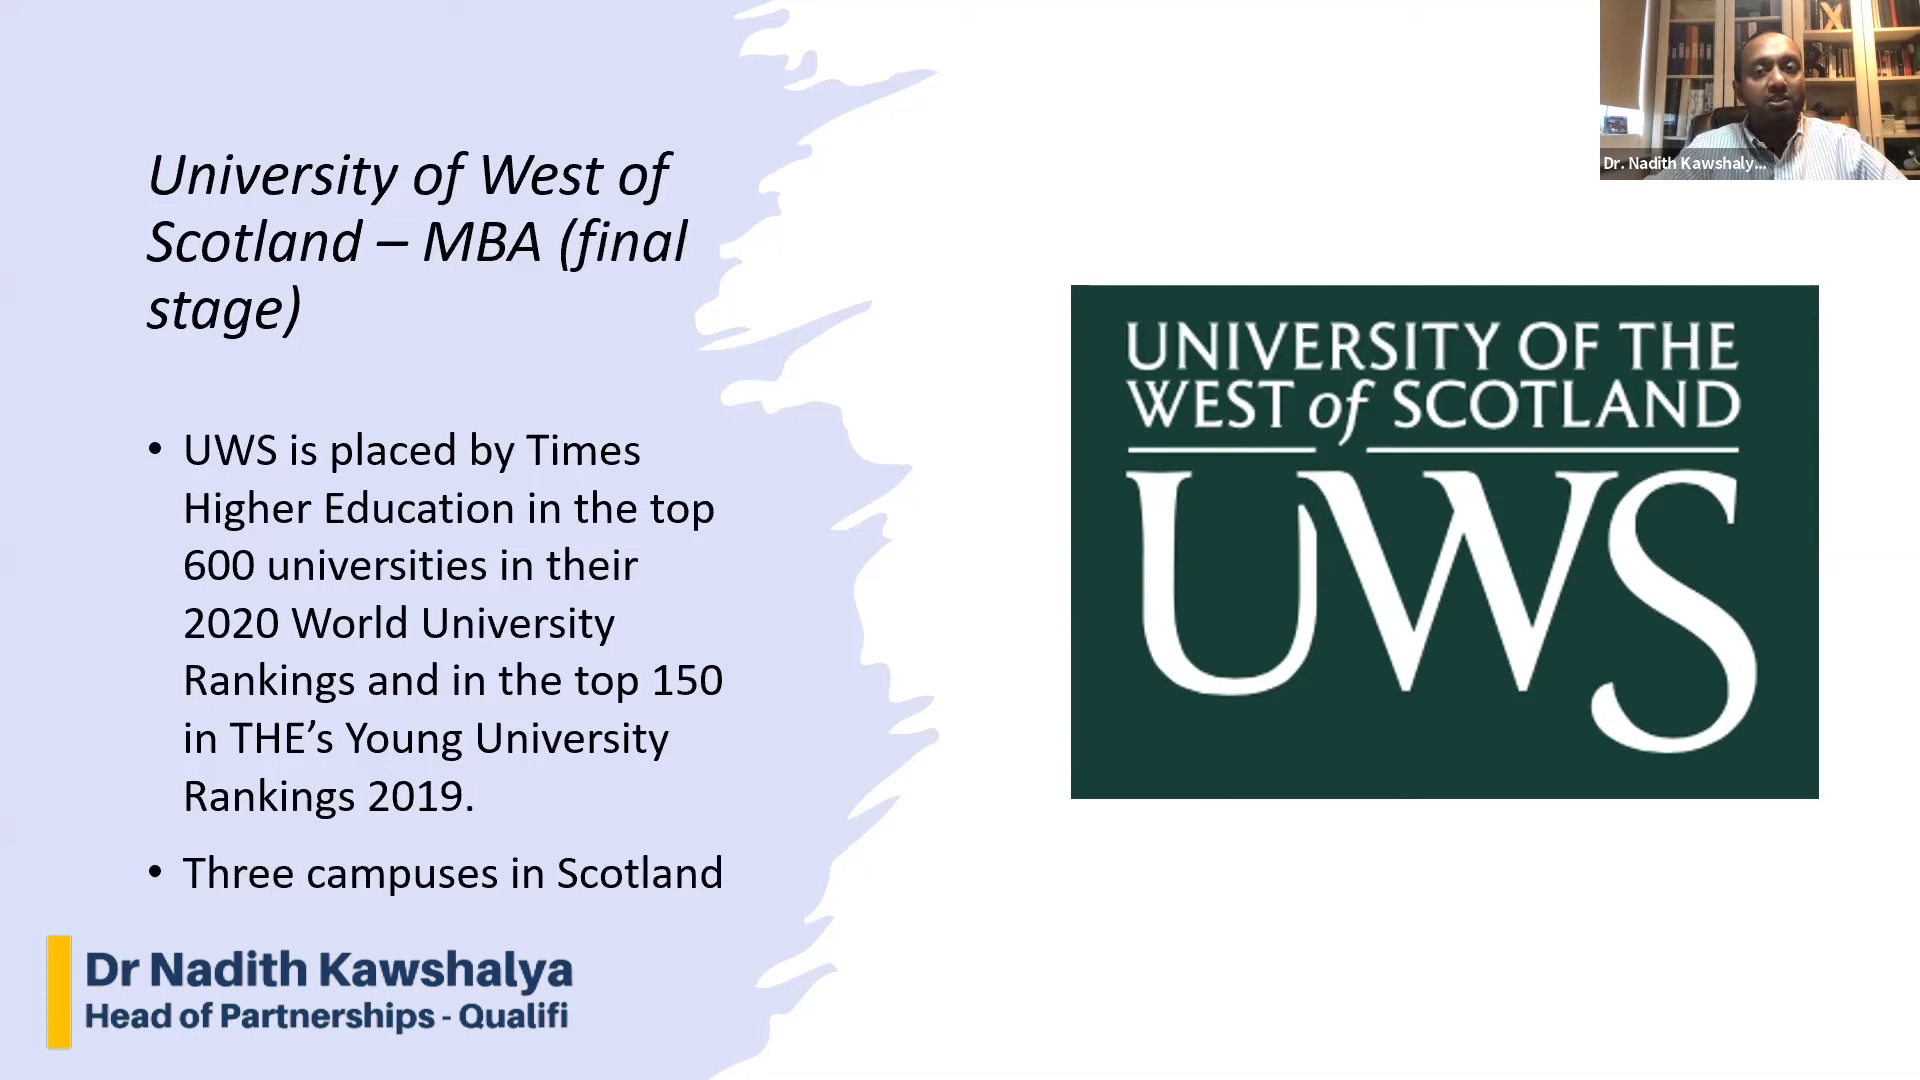 University of West of
Scotland – MBA (final
stage)
• UWS is placed by Times
Higher Education in the top
600 universities in their
2020 World University
Rankings and in the top 150
in THE’s Young University
Rankings 2019.
• Three campuses in Scotland
Dr Nadith Kawshalya
Head of Partnerships - Qualifi
UNIVERSITY OF THE
WEST of SCOTLAND
UWS
Dr. Nadith Kawshaly...